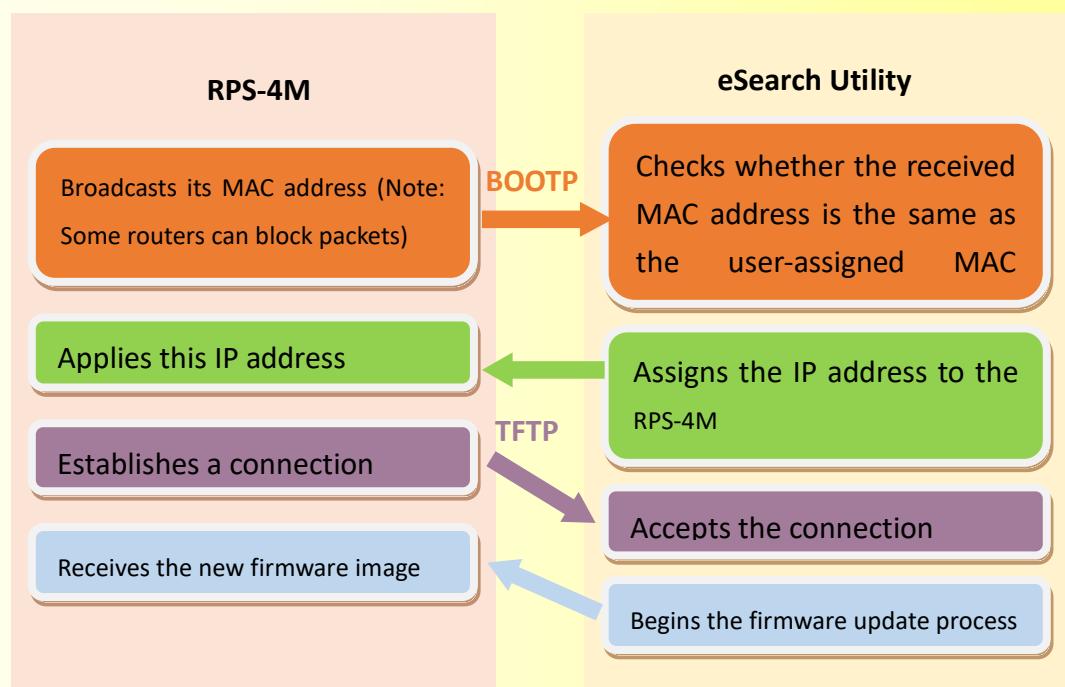 RPS-4M
eSearch Utility
Broadcasts its MAC address (Note:
Some routers can block packets)
BOOTP
Checks whether the received
MAC address is the same as
the user-assigned MAC
Applies this IP address
Assigns the IP address to the
RPS-4M
Establishes a connection
TFTP
Accepts the connection
Receives the new firmware image
Begins the firmware update process